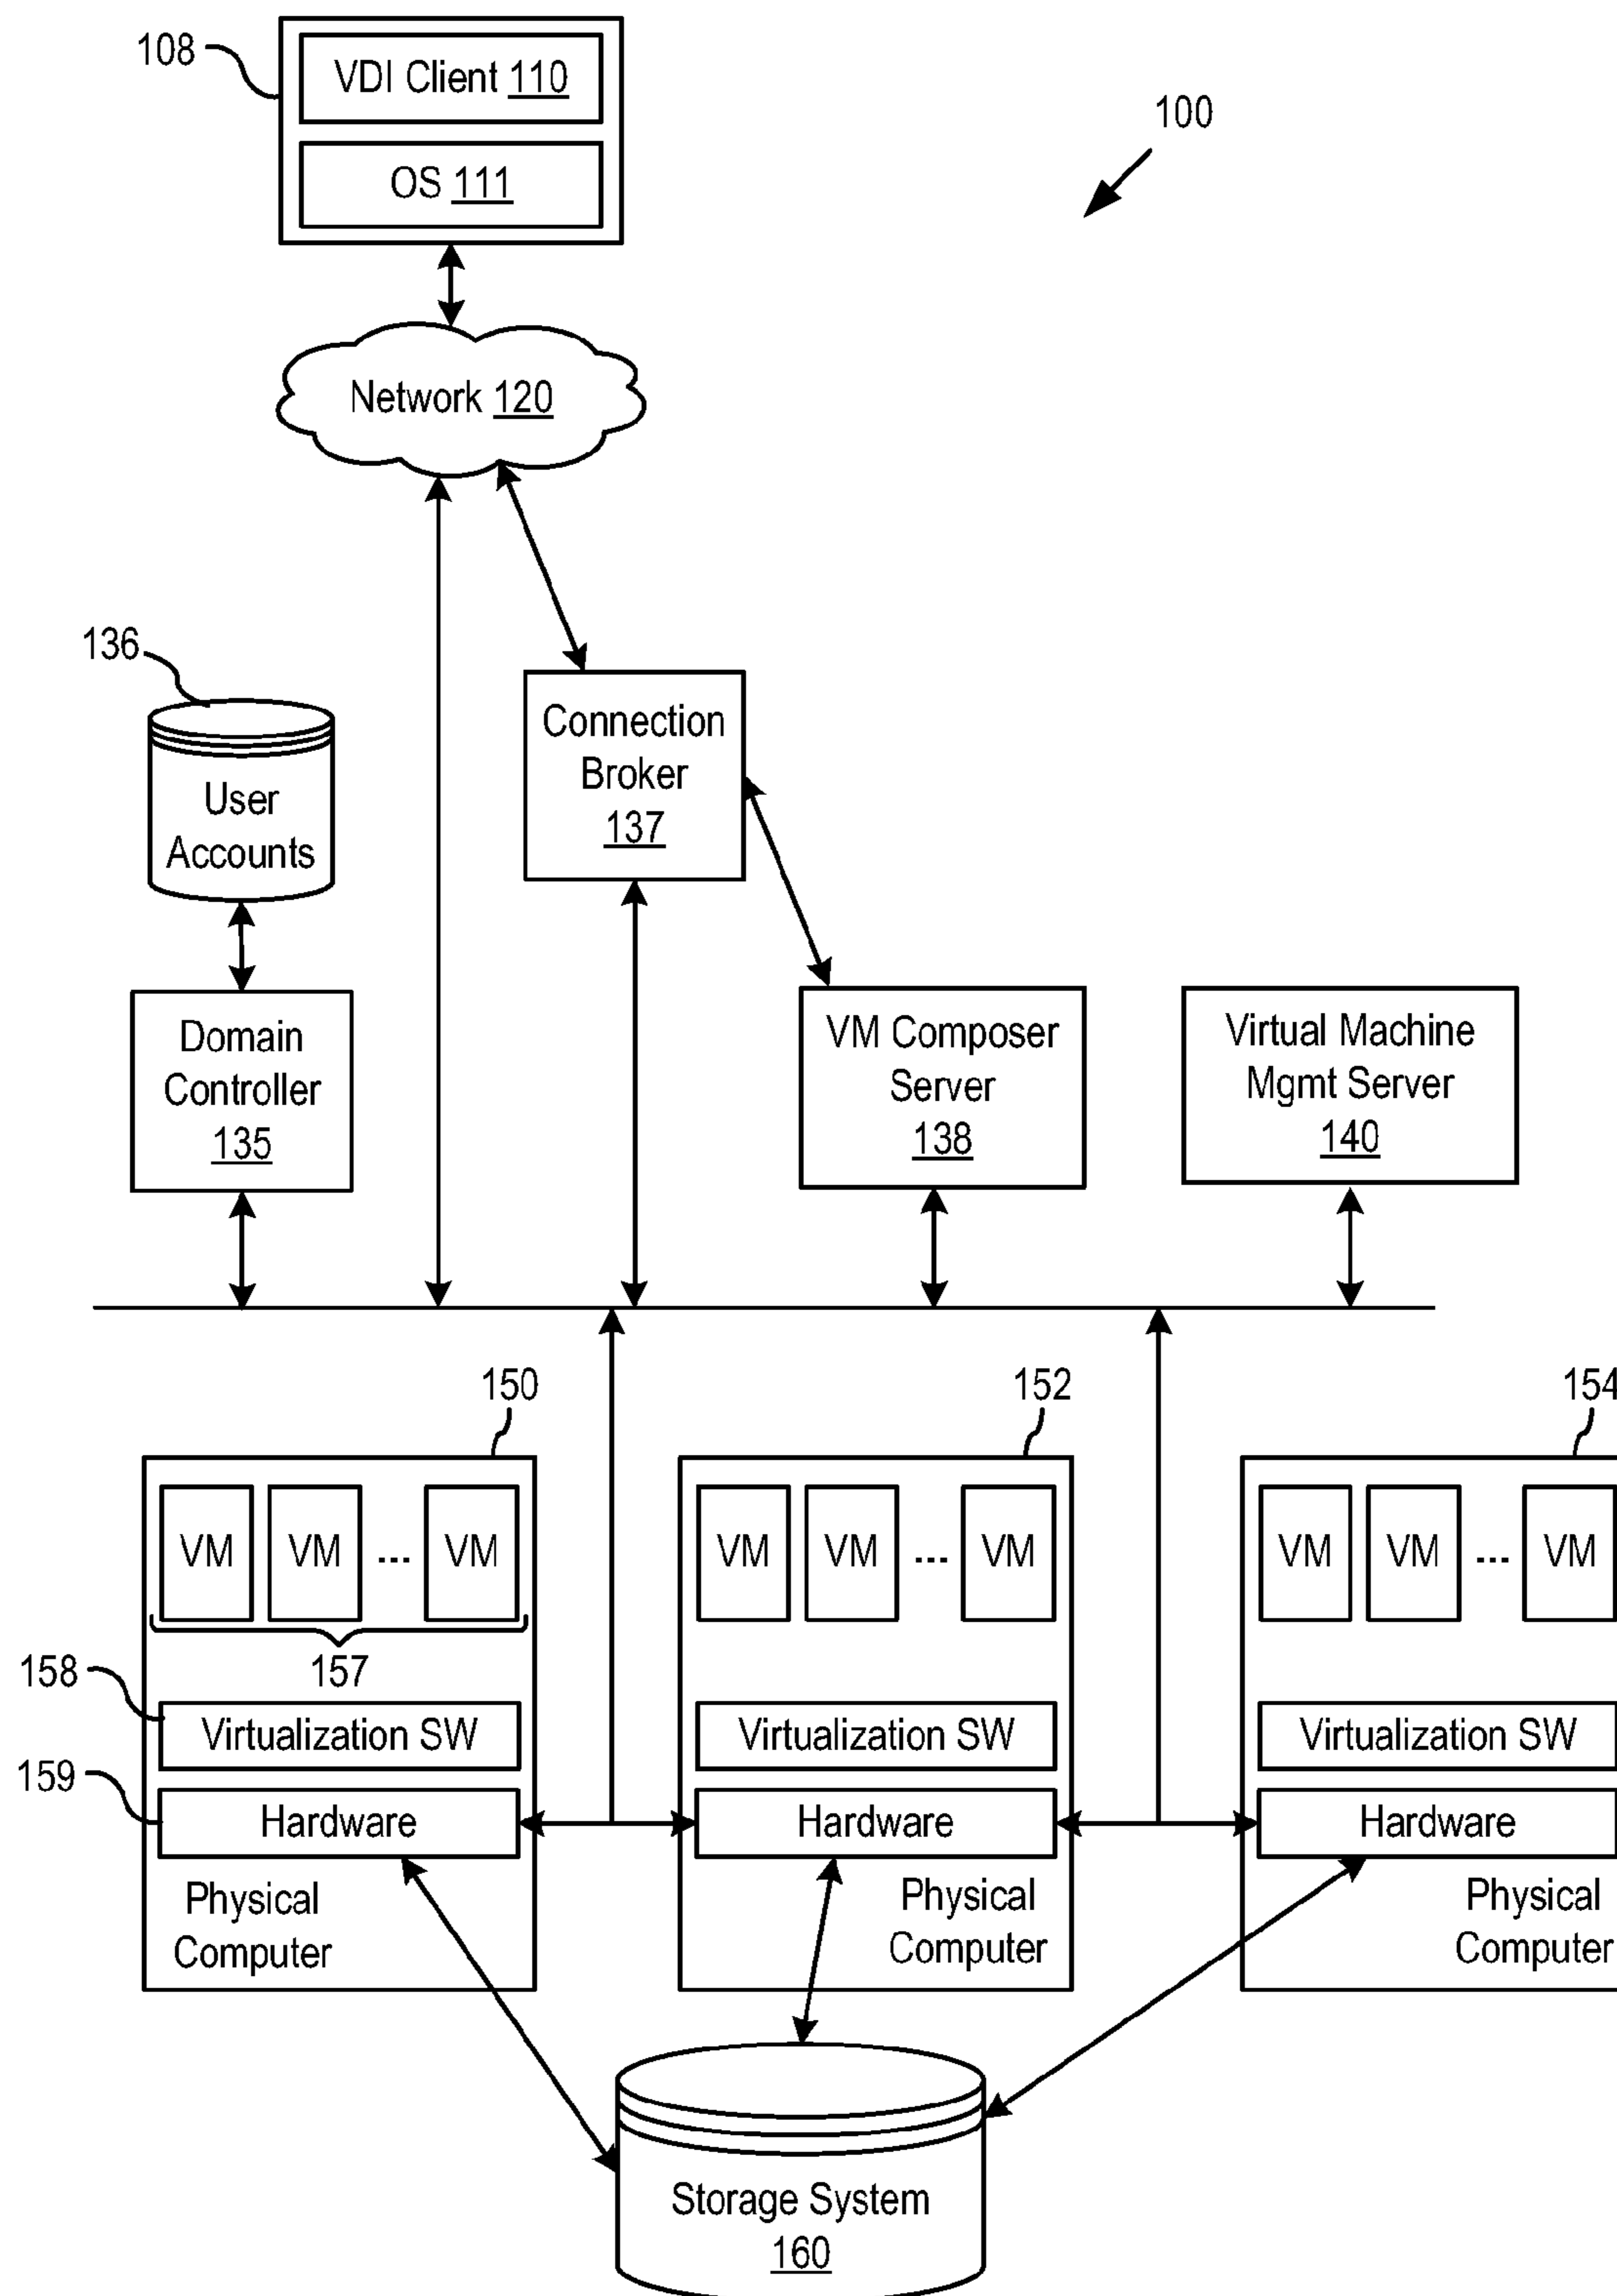 108
VDI Client 110
OS 111
100
Network 120
136
User
Accounts
Connection
Broker
137
Domain
Controller
135
VM Composer
Server
138
Virtual Machine
Mgmt Server
140
150
152
154
VM VM ... VM
VM VM ... VM
VM VM ... VM
157
158
Virtualization SW
Virtualization SW
Virtualization SW
159
Hardware
Hardware
Hardware
Physical
Computer
Physical
Computer
Physical
Computer
Storage System
160